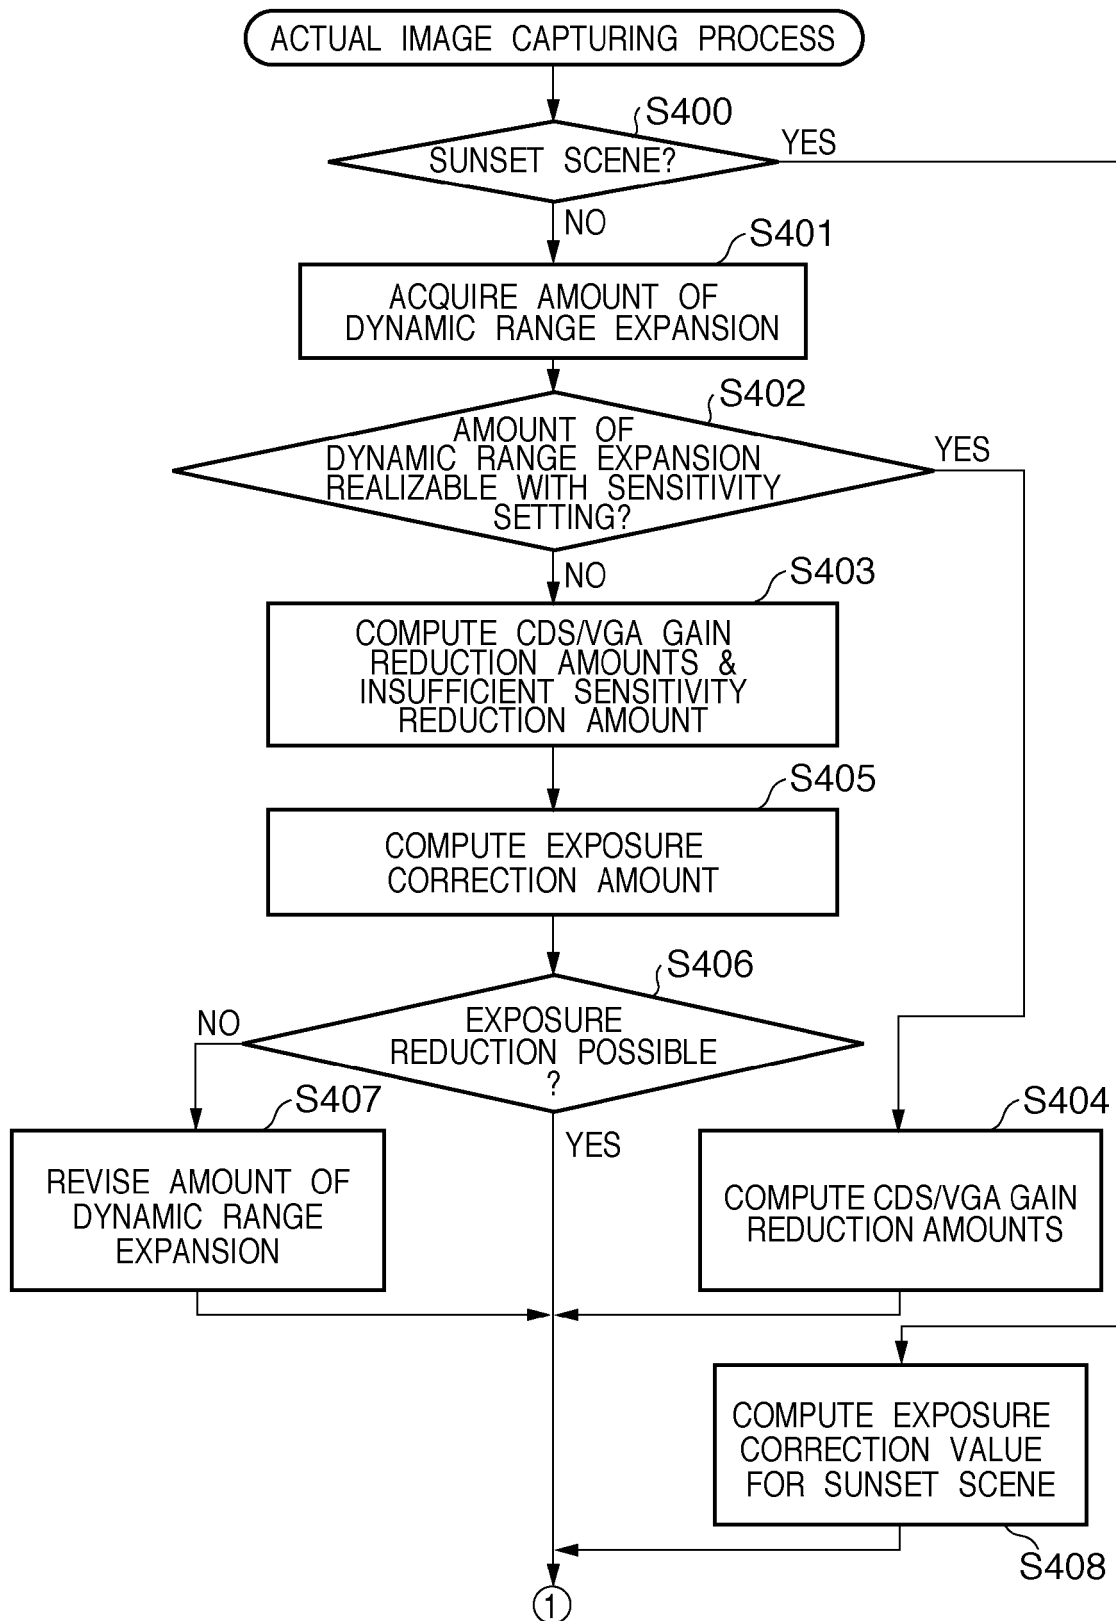 ACTUAL IMAGE CAPTURING PROCESS
S400
SUNSET SCENE?
YES
NO
S401
ACQUIRE AMOUNT OF
DYNAMIC RANGE EXPANSION
S402
AMOUNT OF
DYNAMIC RANGE EXPANSION
REALIZABLE WITH SENSITIVITY
SETTING?
YES
NO
S403
COMPUTE CDS/VGA GAIN
REDUCTION AMOUNTS &
INSUFFICIENT SENSITIVITY
REDUCTION AMOUNT
S405
COMPUTE EXPOSURE
CORRECTION AMOUNT
S406
EXPOSURE
REDUCTION POSSIBLE
?
NO
YES
S407
REVISE AMOUNT OF
DYNAMIC RANGE
EXPANSION
S404
COMPUTE CDS/VGA GAIN
REDUCTION AMOUNTS
COMPUTE EXPOSURE
CORRECTION VALUE
FOR SUNSET SCENE
S408
1